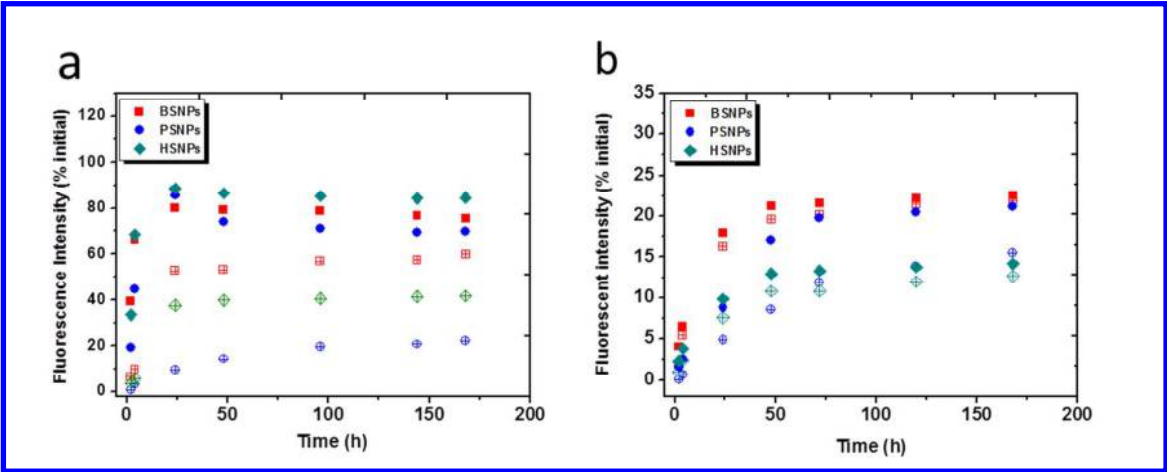 a
Fluorescence Intensity (% initial)
120
100
80
60
40
20
0
BSNPs
PSNPs
HSNPs
0 50 100 150 200
Time (h)
b
Fluorescent intensity (% initial)
35
30
25
20
15
10
5
0
BSNPs
PSNPs
HSNPs
0 50 100 150 200
Time (h)